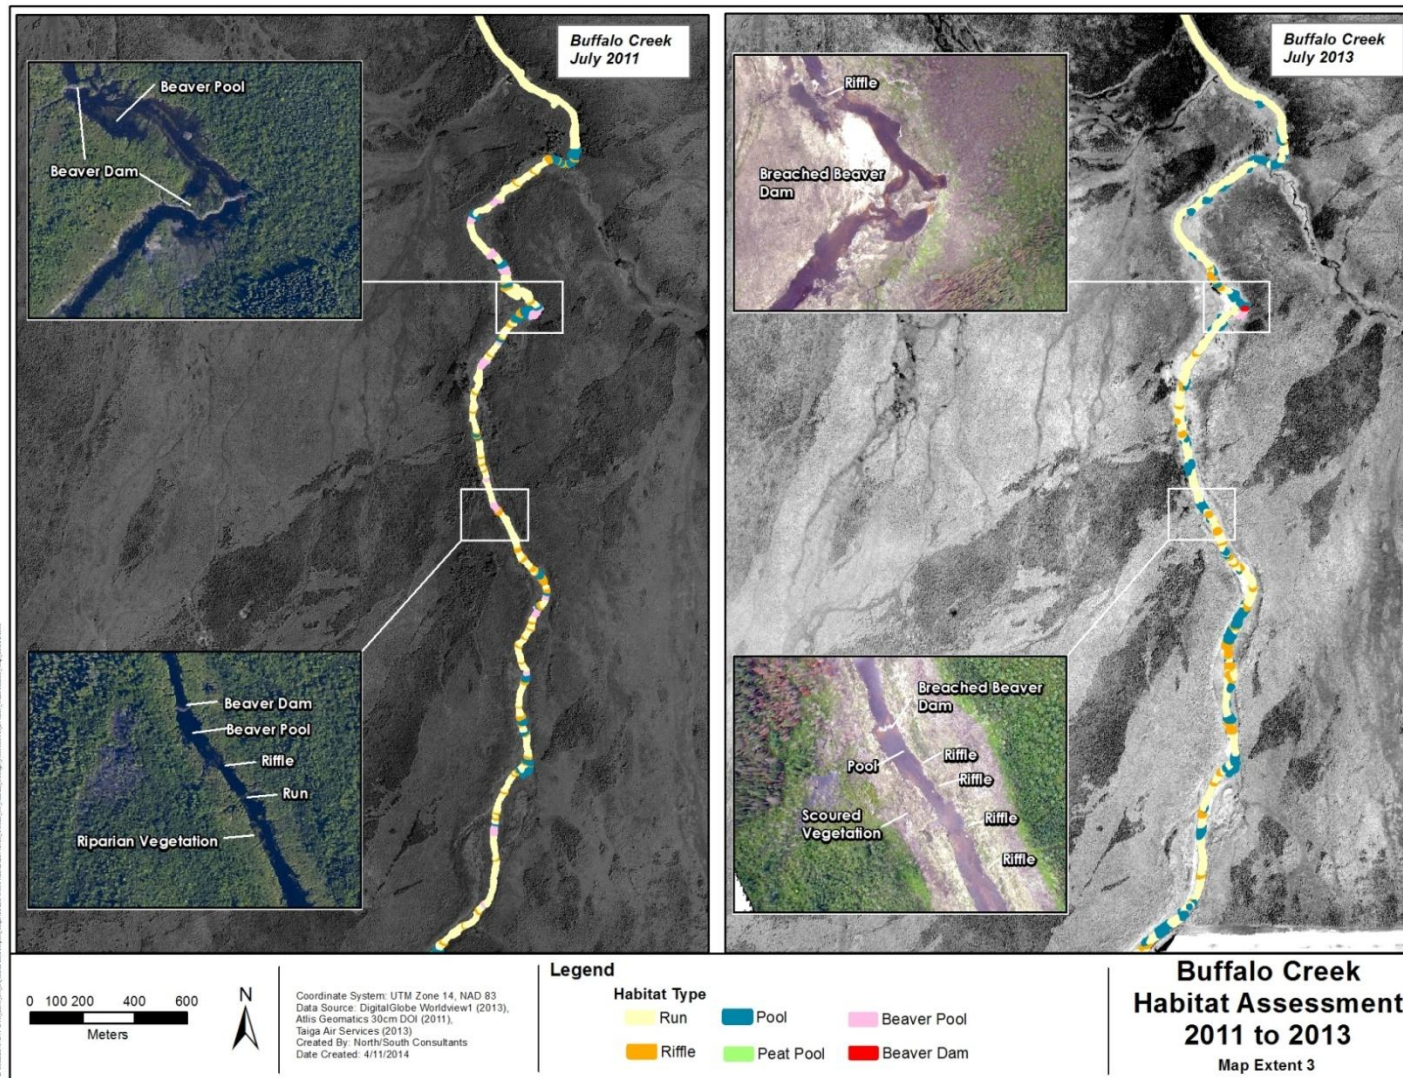 Buffalo Creek
July 2011
Beaver Pool
Beaver Dam
Beaver Dam
Beaver Pool
Riffle
Run
Riparian Vegetation
Buffalo Creek
July 2013
Riffle
Breached Beaver
Dam
Breached Beaver
Dam
Pool
Riffle
Riffle
Scoured
Vegetation
Riffle
Riffle
0 100 200 400 600
Meters
N
Coordinate System: UTM Zone 14, NAD 83
Data Source: DigitalGlobe Worldview1 (2013),
Atlis Geomatics 30cm DOI (2011),
Taiga Air Services (2013)
Created By: North/South Consultants
Date Created: 4/11/2014
Legend
Habitat Type
Run
Pool
Beaver Pool
Riffle
Peat Pool
Beaver Dam
Buffalo Creek
Habitat Assessment
2011 to 2013
Map Extent 3